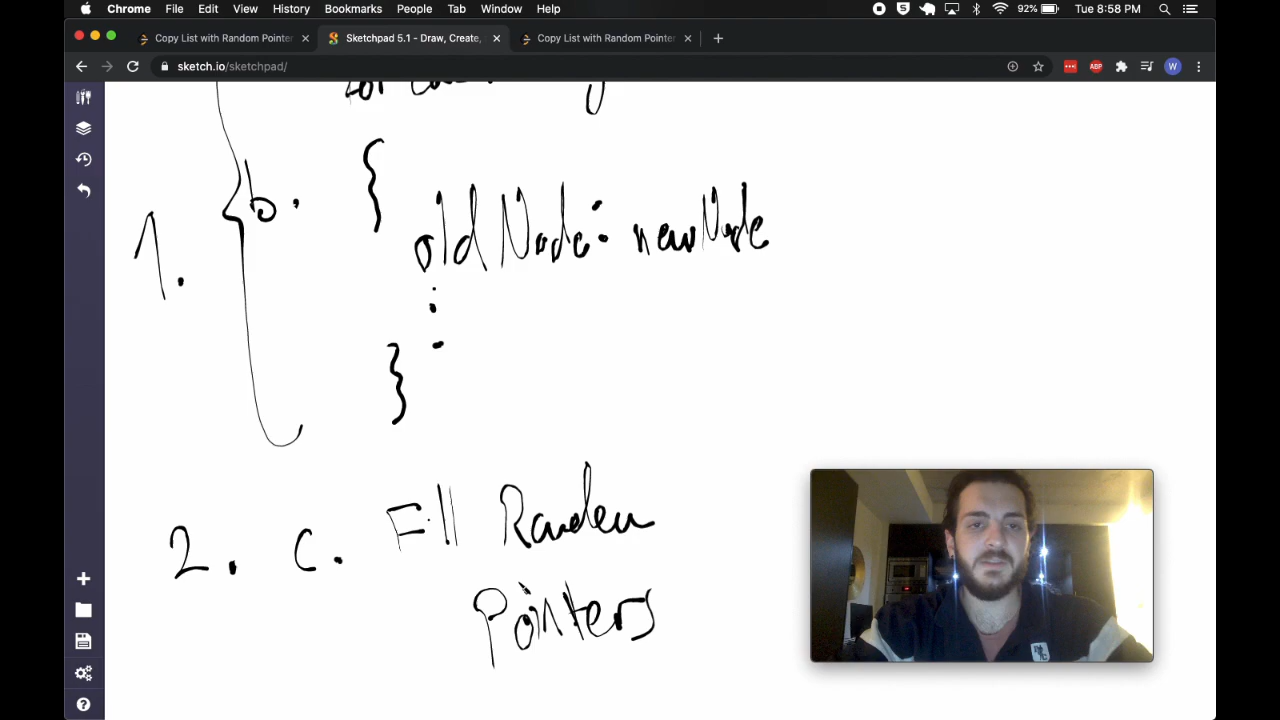 Chrome File Edit View History Bookmarks People Tab Window Help 92% Tue 8:58 PM
Copy List with Random Pointer Sketchpad 5.1 - Draw, Create, Copy List with Random Pointer
sketch.io/sketchpad/ ABP W
b. {
1. oldNode: newNode
:
}
2. c. Fill Random
Pointers